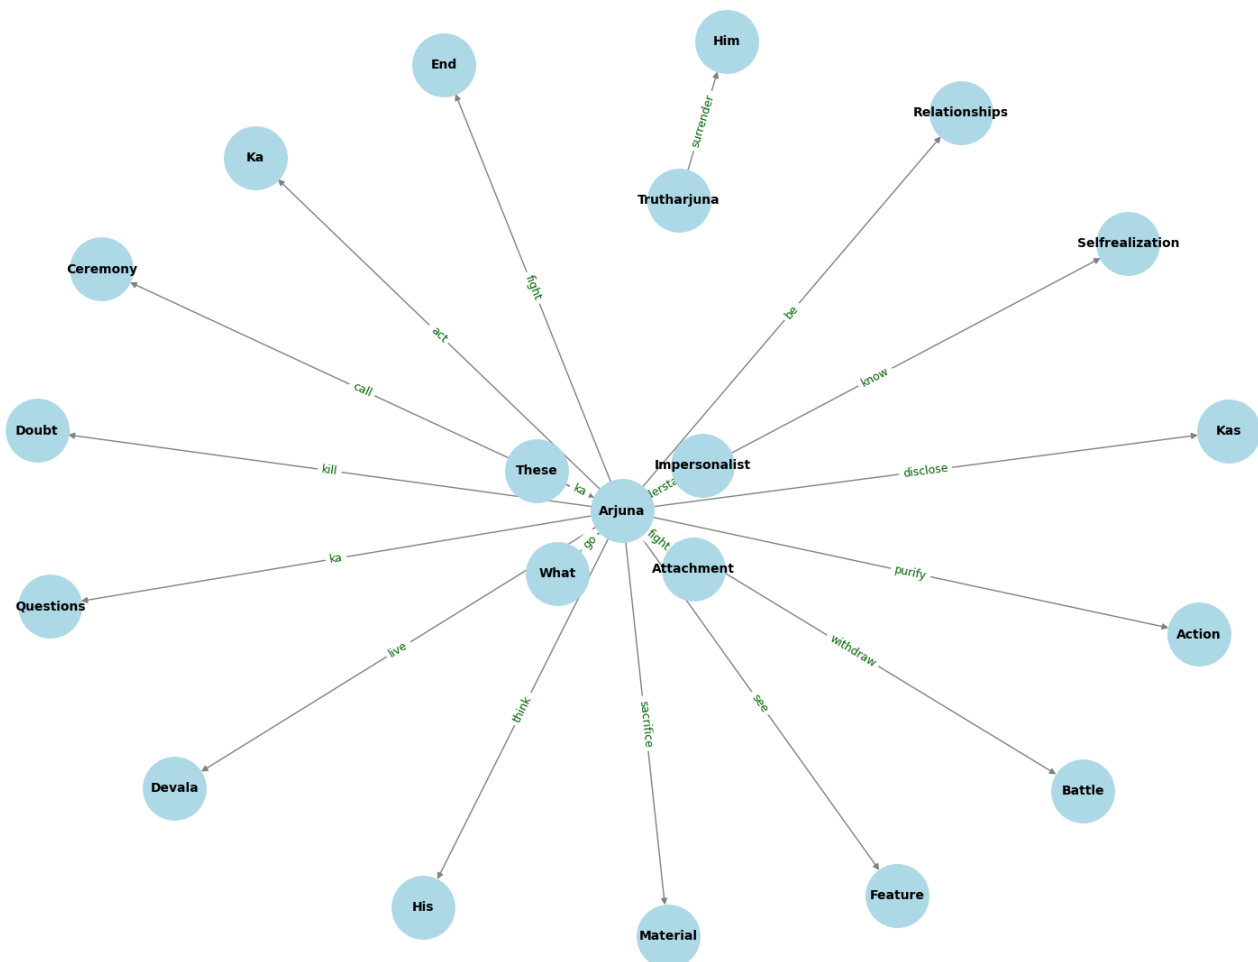 Him
End
Relationships
surrender
Ka
Trutharjuna
Selfrealization
Ceremony
fight
be
act
know
call
Doubt
Kas
kill
These
Impersonalist
disclose
ka
Arjuna
fight
go
ka
What
Attachment
purify
Questions
Action
live
withdraw
think
see
sacrifice
Devala
Battle
His
Feature
Material